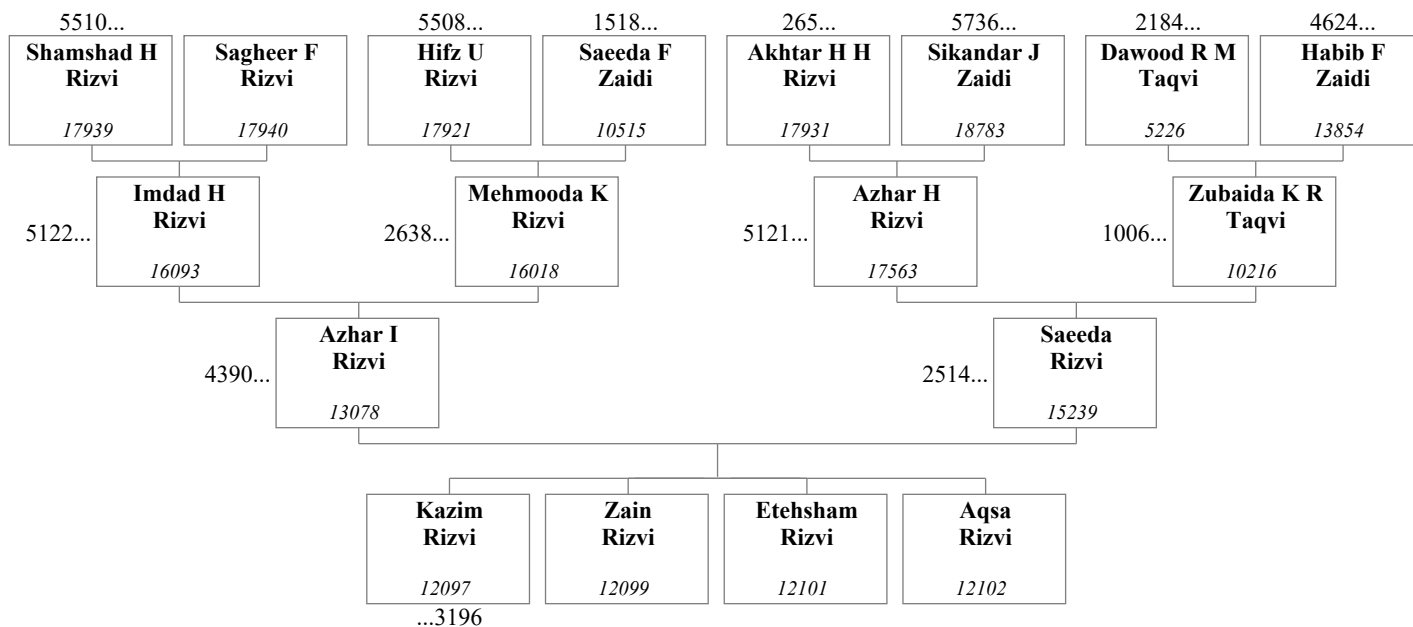 5510...
5508...
1518...
265...
5736...
2184...
4624...
Shamshad H
Rizvi
17939
Sagheer F
Rizvi
17940
Hifz U
Rizvi
17921
Saeeda F
Zaidi
10515
Akhtar H H
Rizvi
17931
Sikandar J
Zaidi
18783
Dawood R M
Taqvi
5226
Habib F
Zaidi
13854
5122...
Imdad H
Rizvi
16093
2638...
Mehmooda K
Rizvi
16018
5121...
Azhar H
Rizvi
17563
1006...
Zubaida K R
Taqvi
10216
4390...
Azhar I
Rizvi
13078
2514...
Saeeda
Rizvi
15239
Kazim
Rizvi
12097
...3196
Zain
Rizvi
12099
Etehsham
Rizvi
12101
Aqsa
Rizvi
12102